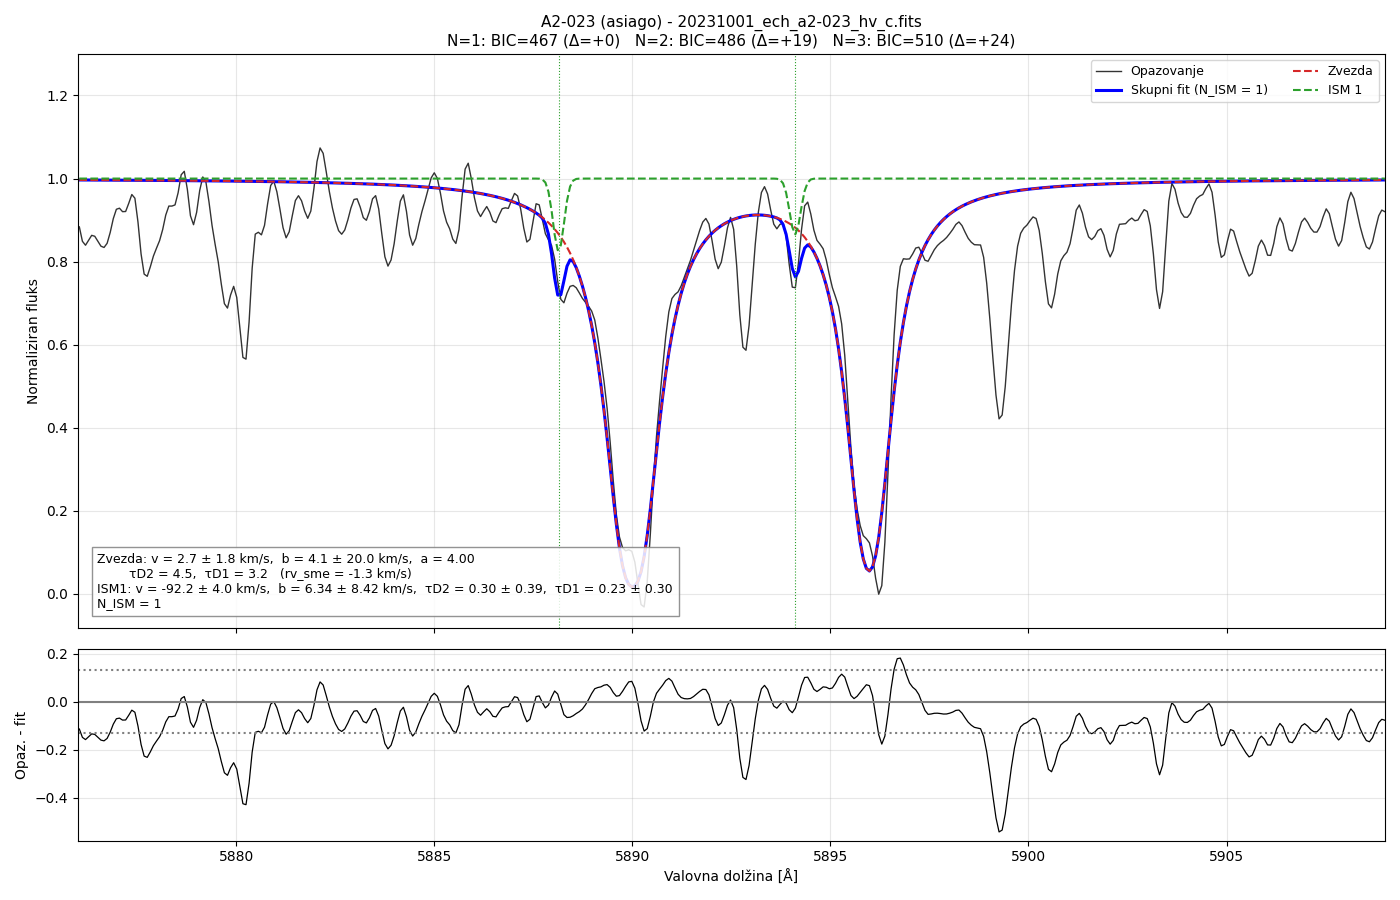 A2-023 (asiago) - 20231001_ech_a2-023_hv_c.fits
N=1: BIC=467 (Δ=+0)   N=2: BIC=486 (Δ=+19)   N=3: BIC=510 (Δ=+24)
Opazovanje
Skupni fit (N_ISM = 1)
Zvezda
ISM 1
Normaliziran fluks
1.2
1.0
0.8
0.6
0.4
0.2
0.0
Zvezda: v = 2.7 ± 1.8 km/s,  b = 4.1 ± 20.0 km/s,  a = 4.00
τD2 = 4.5,  τD1 = 3.2   (rv_sme = -1.3 km/s)
ISM1: v = -92.2 ± 4.0 km/s,  b = 6.34 ± 8.42 km/s,  τD2 = 0.30 ± 0.39,  τD1 = 0.23 ± 0.30
N_ISM = 1
Opaz. - fit
0.2
0.0
−0.2
−0.4
5880
5885
5890
5895
5900
5905
Valovna dolžina [Å]